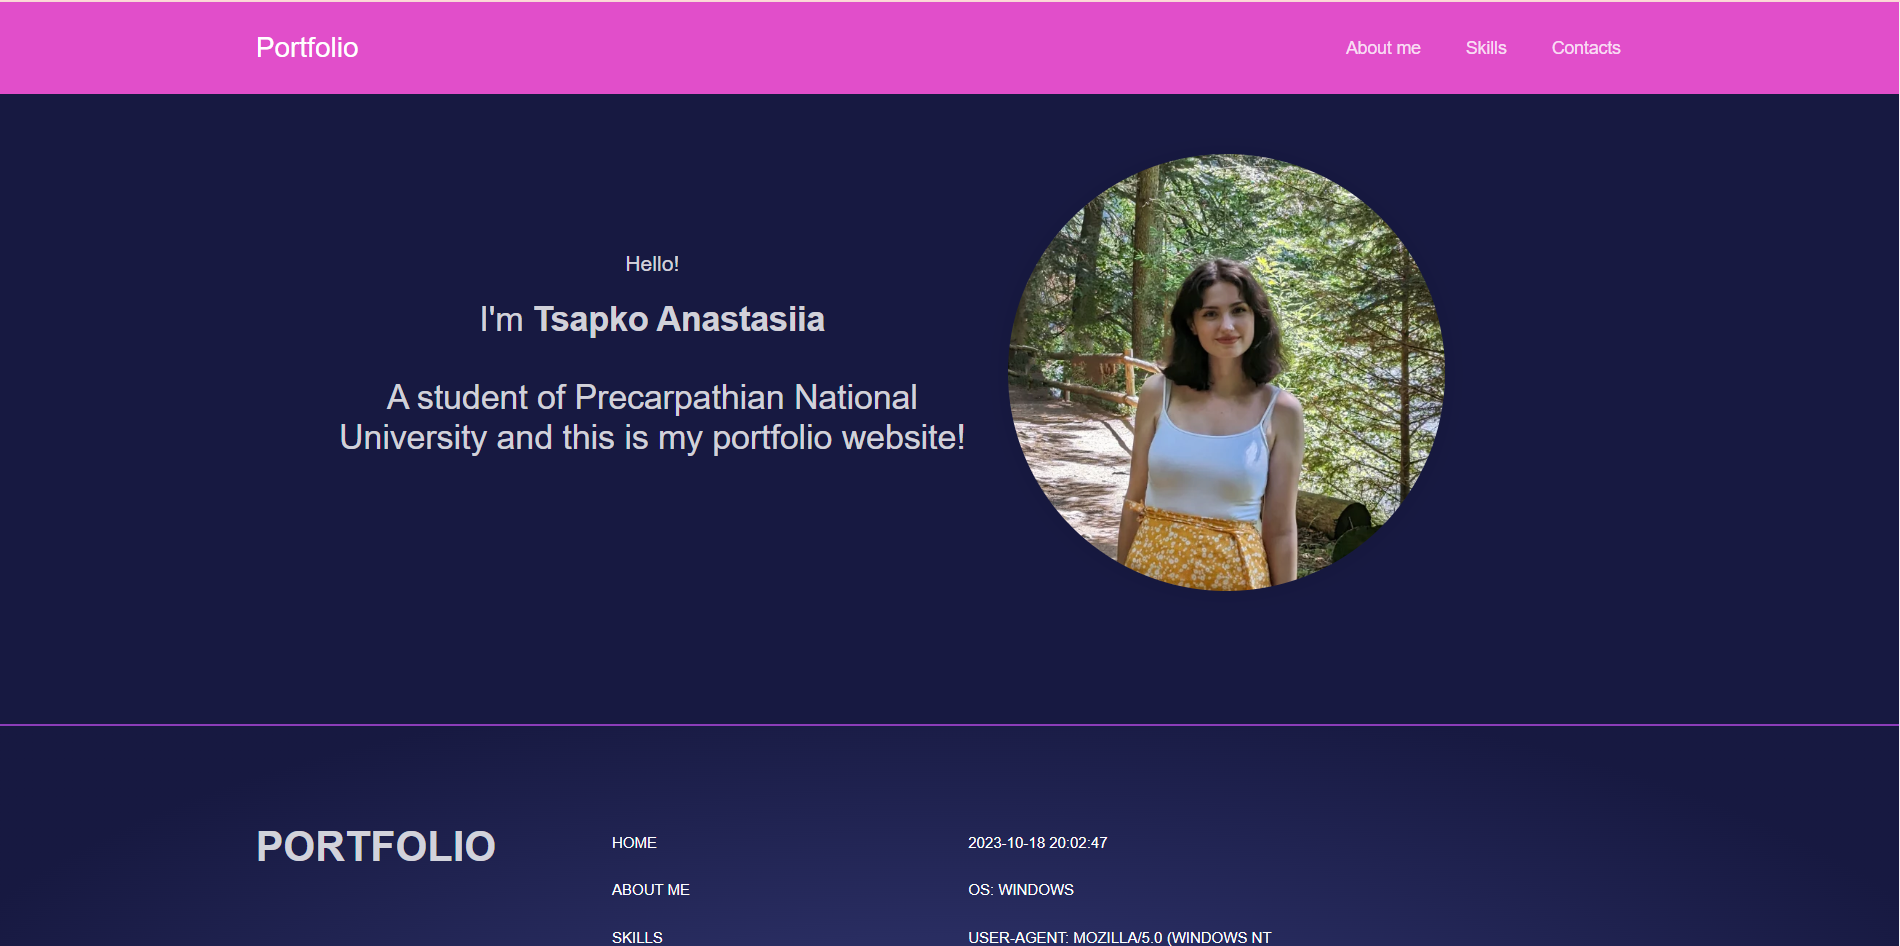 Portfolio
About me
Skills
Contacts
Hello!
I'm Tsapko Anastasiia
A student of Precarpathian National
University and this is my portfolio website!
PORTFOLIO
HOME
ABOUT ME
SKILLS
2023-10-18 20:02:47
OS: WINDOWS
USER-AGENT: MOZILLA/5.0 (WINDOWS NT